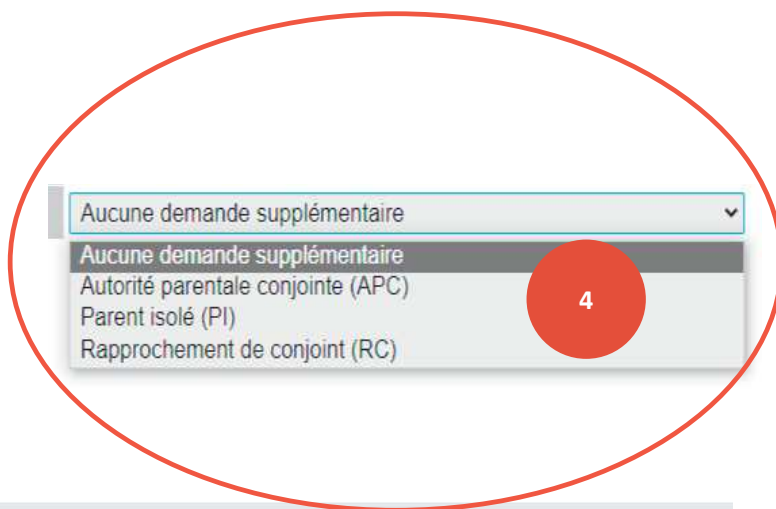 Aucune demande supplémentaire
Aucune demande supplémentaire
Autorité parentale conjointe (APC)
4
Parent isolé (PI)
Rapprochement de conjoint (RC)